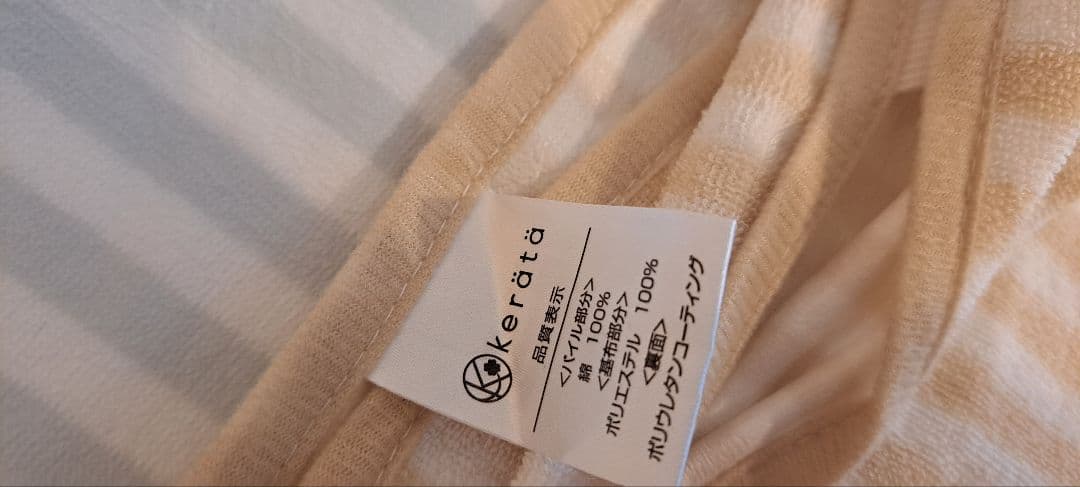 kerätä
品質表示
<パイル部分>
綿 100%
<基布部分>
ポリエステル 100%
<裏面>
ポリウレタンコーティング